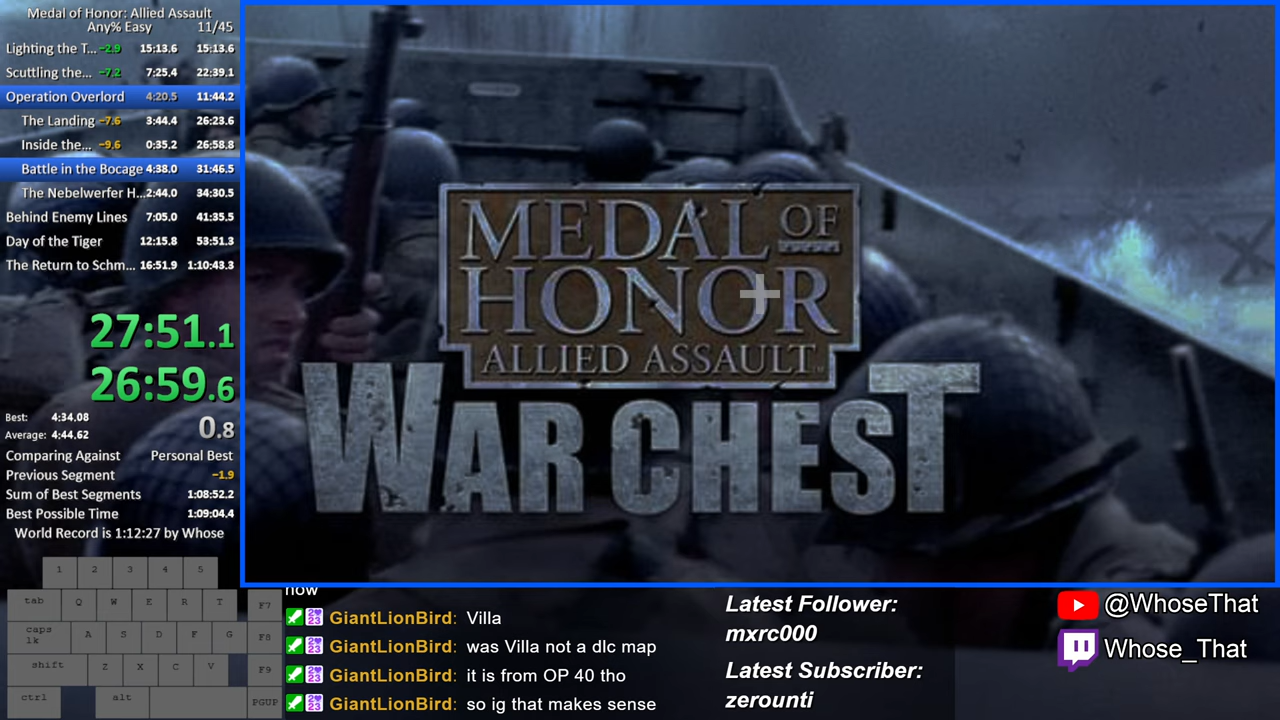 Medal of Honor: Allied Assault
Any% Easy 11/45
Lighting the T... −2.9 15:13.6 15:13.6
Scuttling the... −7.2 7:25.4 22:39.1
Operation Overlord 4:20.5 11:44.2
The Landing −7.6 3:44.4 26:23.6
Inside the... −9.6 0:35.2 26:58.8
Battle in the Bocage 4:38.0 31:46.5
The Nebelwerfer H... 2:44.0 34:30.5
Behind Enemy Lines 7:05.0 41:35.5
Day of the Tiger 12:15.8 53:51.3
The Return to Schm... 16:51.9 1:10:43.3
27:51.1
26:59.6
Best: 4:34.08
Average: 4:44.62
0.8
Comparing Against Personal Best
Previous Segment −1.9
Sum of Best Segments 1:08:52.2
Best Possible Time 1:09:04.4
World Record is 1:12:27 by Whose
1 2 3 4 5
tab Q W E R T F7
caps lk A S D F G F8
shift Z X C V F9
ctrl alt PGUP
MEDAL OF
HONOR
ALLIED ASSAULT
WAR CHEST
now
GiantLionBird: Villa
GiantLionBird: was Villa not a dlc map
GiantLionBird: it is from OP 40 tho
GiantLionBird: so ig that makes sense
Latest Follower:
mxrc000
Latest Subscriber:
zerounti
@WhoseThat
Whose_That